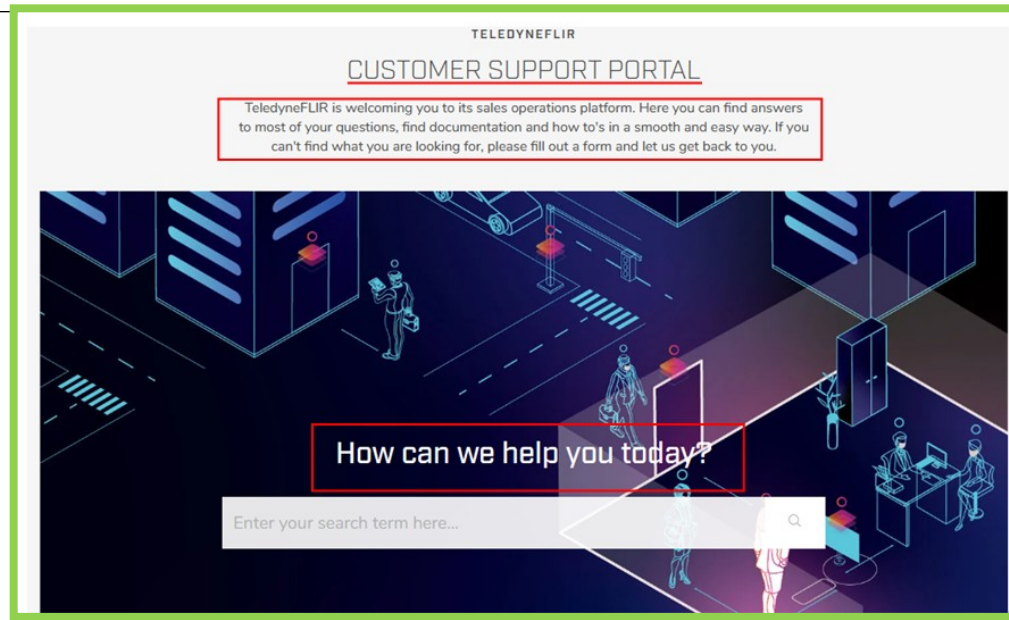 TELEDYNEFLIR
CUSTOMER SUPPORT PORTAL
TeledyneFLIR is welcoming you to its sales operations platform. Here you can find answers
to most of your questions, find documentation and how to's in a smooth and easy way. If you
can't find what you are looking for, please fill out a form and let us get back to you.
How can we help you today?
Enter your search term here...